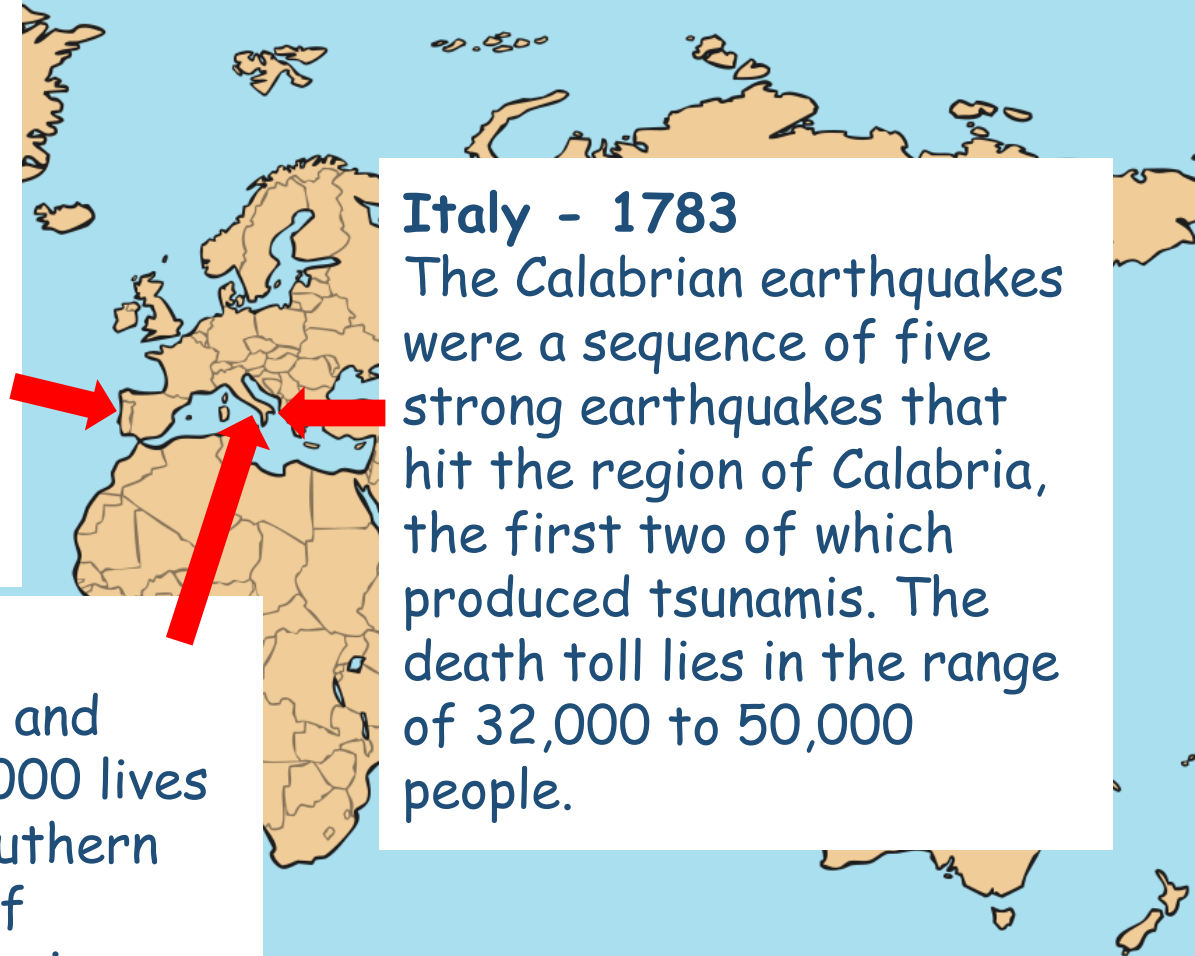 Italy - 1783
The Calabrian earthquakes
were a sequence of five
strong earthquakes that
hit the region of Calabria,
the first two of which
produced tsunamis. The
death toll lies in the range
of 32,000 to 50,000
people.
and
000 lives
uthern
f